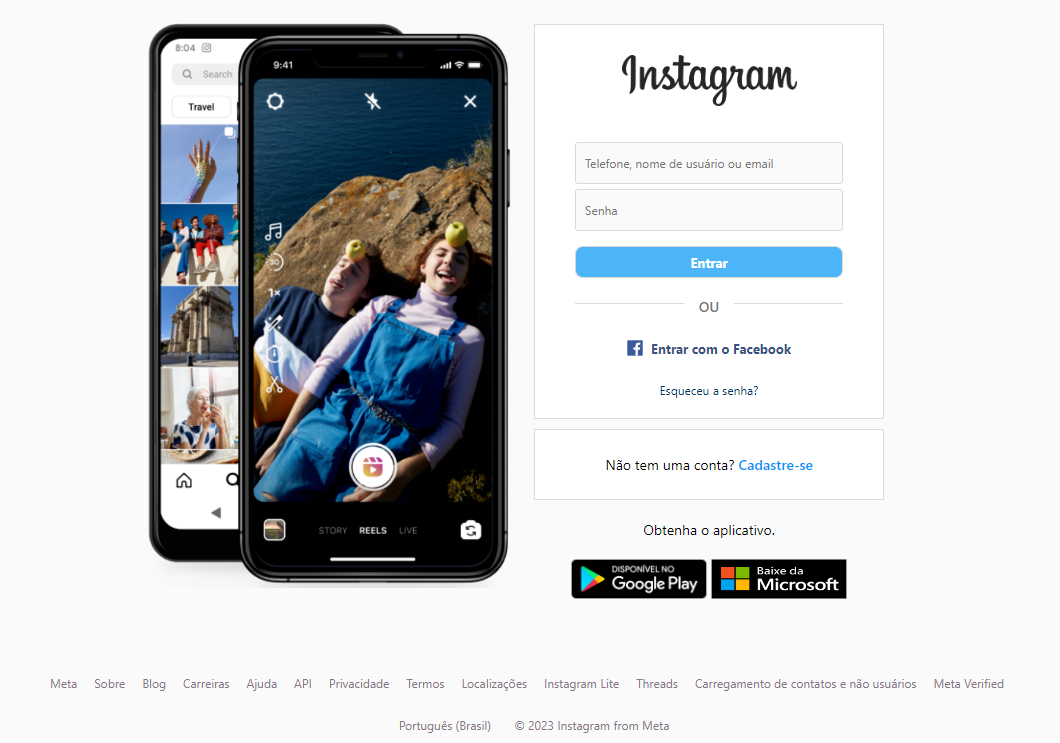 8:04
Search
Travel
9:41
30
1x
STORY REELS LIVE
Instagram
Telefone, nome de usuário ou email
Senha
Entrar
OU
Entrar com o Facebook
Esqueceu a senha?
Não tem uma conta? Cadastre-se
Obtenha o aplicativo.
DISPONÍVEL NO
Google Play
Baixe da
Microsoft
Meta Sobre Blog Carreiras Ajuda API Privacidade Termos Localizações Instagram Lite Threads Carregamento de contatos e não usuários Meta Verified
Português (Brasil) © 2023 Instagram from Meta